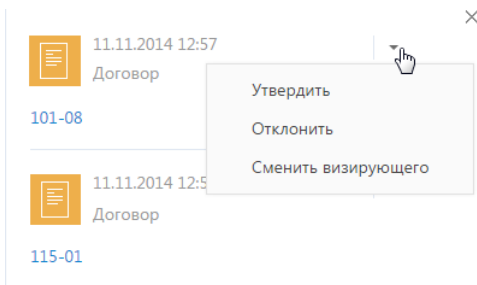 11.11.2014 12:57
Договор
Утвердить
101-08
Отклонить
Сменить визирующего
11.11.2014 12:5
Договор
115-01